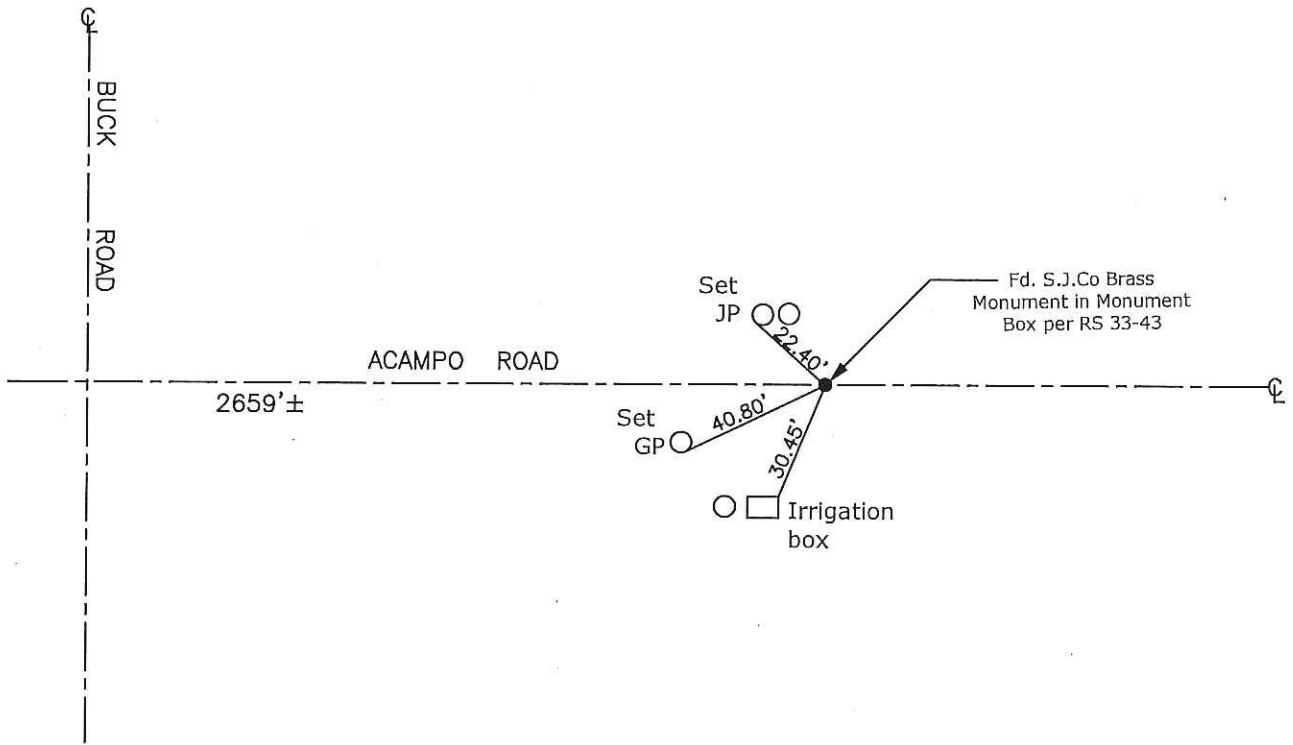 ℄
BUCK ROAD
Set
JP
22.40'
Fd. S.J.Co Brass
Monument in Monument
Box per RS 33-43
ACAMPO ROAD
℄
2659'±
Set
GP
40.80'
30.45'
Irrigation
box